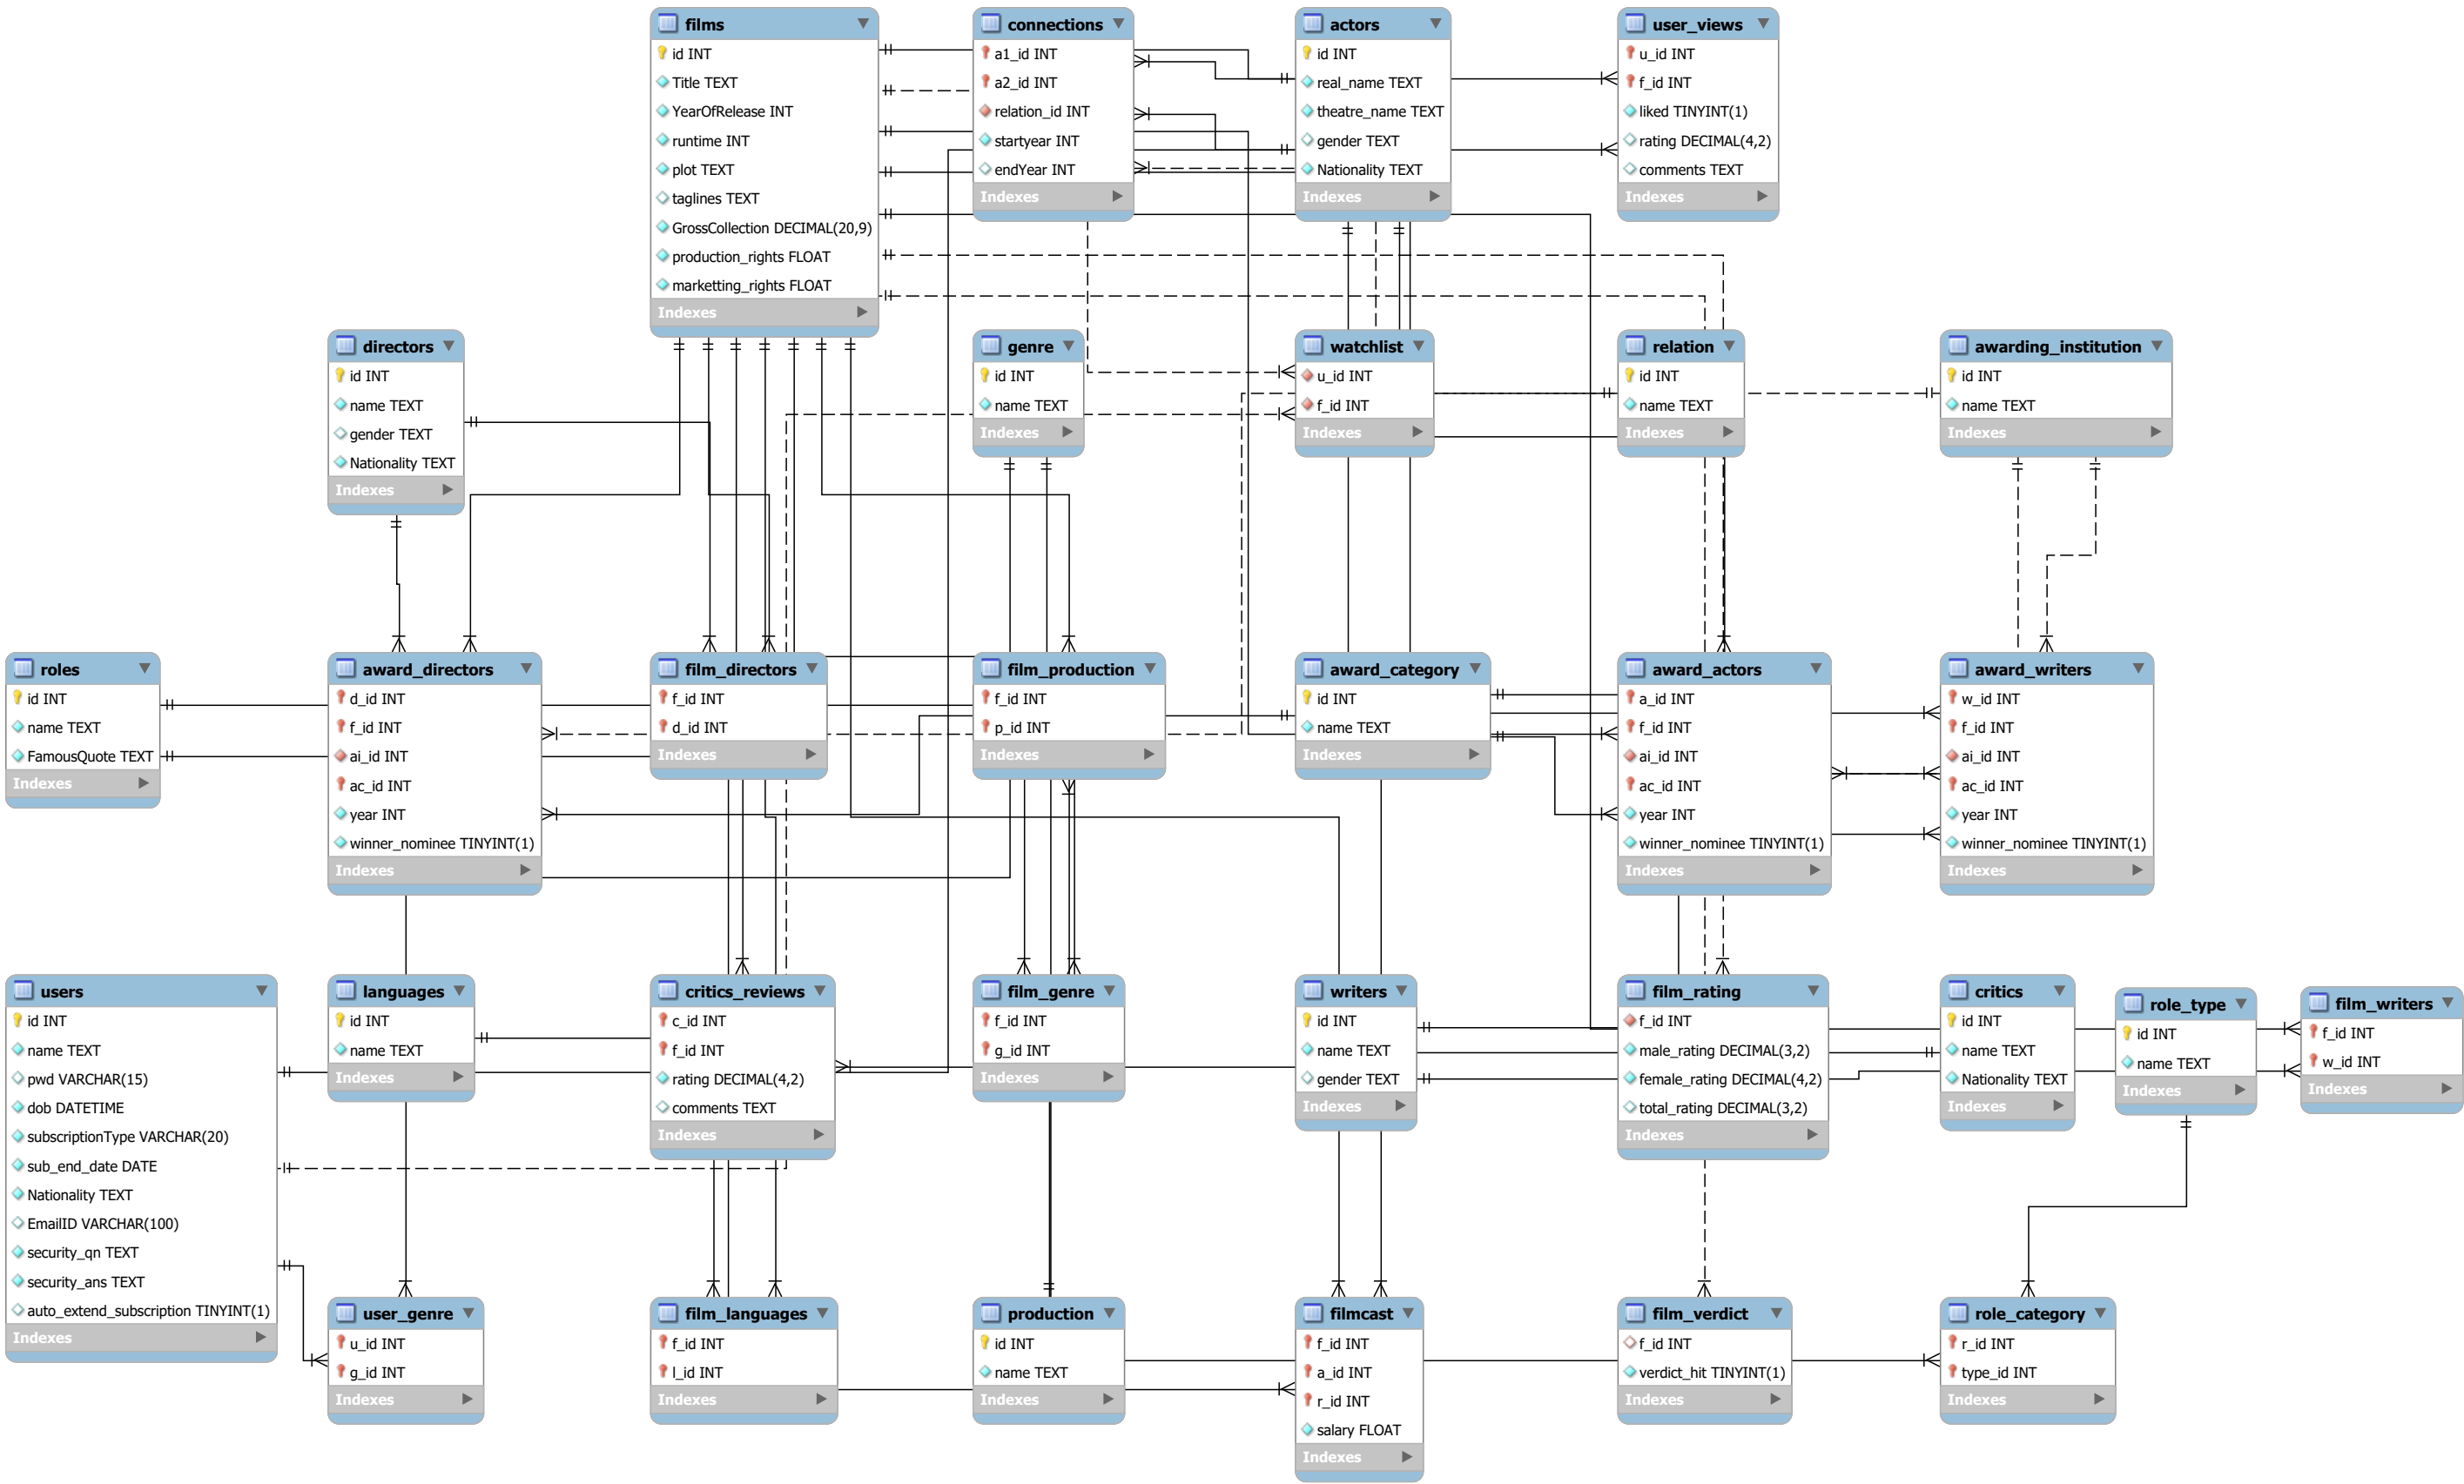 films
id INT
Title TEXT
YearOfRelease INT
runtime INT
plot TEXT
taglines TEXT
GrossCollection DECIMAL(20,9)
production_rights FLOAT
marketting_rights FLOAT
Indexes
connections
a1_id INT
a2_id INT
relation_id INT
startyear INT
endYear INT
Indexes
actors
id INT
real_name TEXT
theatre_name TEXT
gender TEXT
Nationality TEXT
Indexes
user_views
u_id INT
f_id INT
liked TINYINT(1)
rating DECIMAL(4,2)
comments TEXT
Indexes
directors
id INT
name TEXT
gender TEXT
Nationality TEXT
Indexes
genre
id INT
name TEXT
Indexes
watchlist
u_id INT
f_id INT
Indexes
relation
id INT
name TEXT
Indexes
awarding_institution
id INT
name TEXT
Indexes
roles
id INT
name TEXT
FamousQuote TEXT
Indexes
award_directors
d_id INT
f_id INT
ai_id INT
ac_id INT
year INT
winner_nominee TINYINT(1)
Indexes
film_directors
f_id INT
d_id INT
Indexes
film_production
f_id INT
p_id INT
Indexes
award_category
id INT
name TEXT
Indexes
award_actors
a_id INT
f_id INT
ai_id INT
ac_id INT
year INT
winner_nominee TINYINT(1)
Indexes
award_writers
w_id INT
f_id INT
ai_id INT
ac_id INT
year INT
winner_nominee TINYINT(1)
Indexes
users
id INT
name TEXT
pwd VARCHAR(15)
dob DATETIME
subscriptionType VARCHAR(20)
sub_end_date DATE
Nationality TEXT
EmailID VARCHAR(100)
security_qn TEXT
security_ans TEXT
auto_extend_subscription TINYINT(1)
Indexes
languages
id INT
name TEXT
Indexes
critics_reviews
c_id INT
f_id INT
rating DECIMAL(4,2)
comments TEXT
Indexes
film_genre
f_id INT
g_id INT
Indexes
writers
id INT
name TEXT
gender TEXT
Indexes
film_rating
f_id INT
male_rating DECIMAL(3,2)
female_rating DECIMAL(4,2)
total_rating DECIMAL(3,2)
Indexes
critics
id INT
name TEXT
Nationality TEXT
Indexes
role_type
id INT
name TEXT
Indexes
film_writers
f_id INT
w_id INT
Indexes
user_genre
u_id INT
g_id INT
Indexes
film_languages
f_id INT
l_id INT
Indexes
production
id INT
name TEXT
Indexes
filmcast
f_id INT
a_id INT
r_id INT
salary FLOAT
Indexes
film_verdict
f_id INT
verdict_hit TINYINT(1)
Indexes
role_category
r_id INT
type_id INT
Indexes